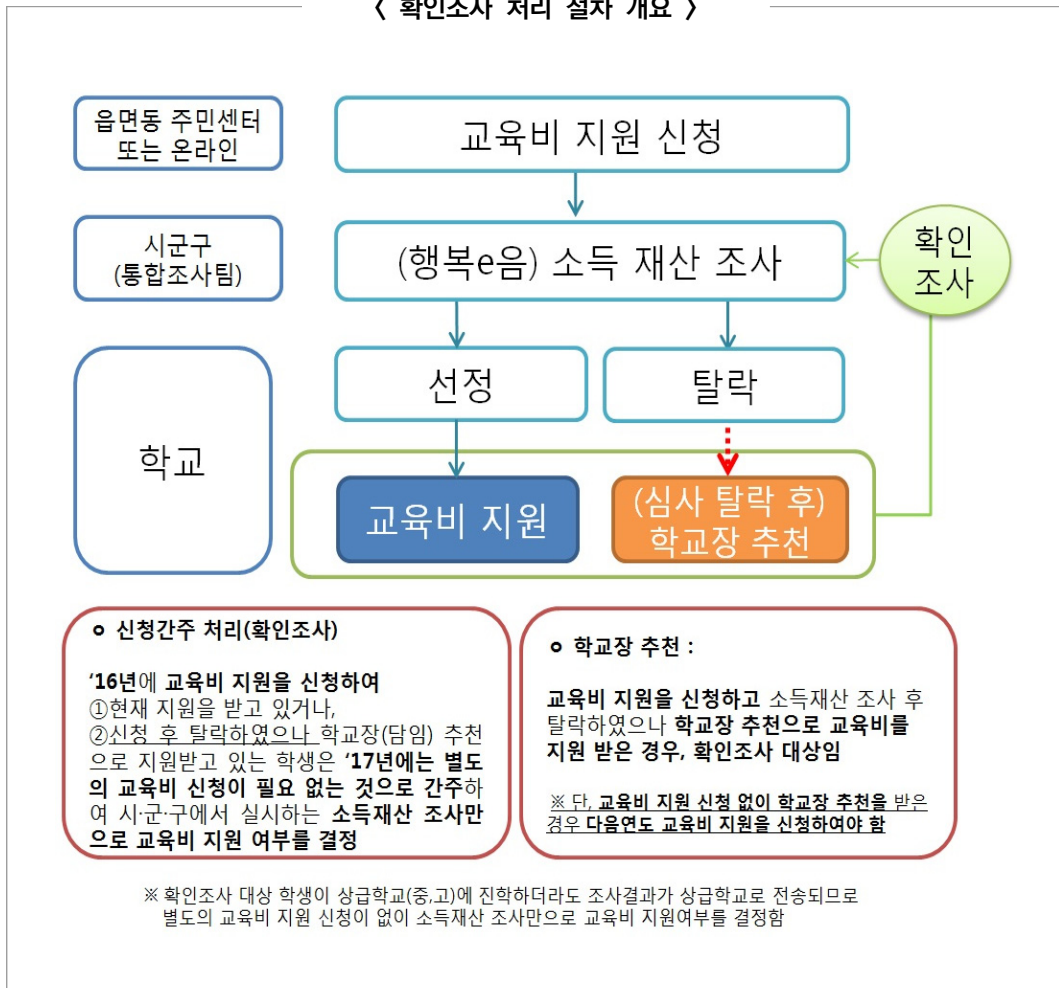 < 확인조사 처리 절차 개요 >
읍면동 주민센터
또는 온라인
교육비 지원 신청
시군구
(통합조사팀)
(행복e음) 소득 재산 조사
확인
조사
선정
탈락
학교
교육비 지원
(심사 탈락 후)
학교장 추천
ㅇ 신청간주 처리(확인조사)
‘16년에 교육비 지원을 신청하여
①현재 지원을 받고 있거나,
②신청 후 탈락하였으나 학교장(담임) 추천
으로 지원받고 있는 학생은 ‘17년에는 별도
의 교육비 신청이 필요 없는 것으로 간주하
여 시·군·구에서 실시하는 소득재산 조사만
으로 교육비 지원 여부를 결정
ㅇ 학교장 추천 :
교육비 지원을 신청하고 소득재산 조사 후
탈락하였으나 학교장 추천으로 교육비를
지원 받은 경우, 확인조사 대상임
※ 단, 교육비 지원 신청 없이 학교장 추천을 받은
경우 다음연도 교육비 지원을 신청하여야 함
※ 확인조사 대상 학생이 상급학교(중,고)에 진학하더라도 조사결과가 상급학교로 전송되므로
별도의 교육비 지원 신청이 없이 소득재산 조사만으로 교육비 지원여부를 결정함